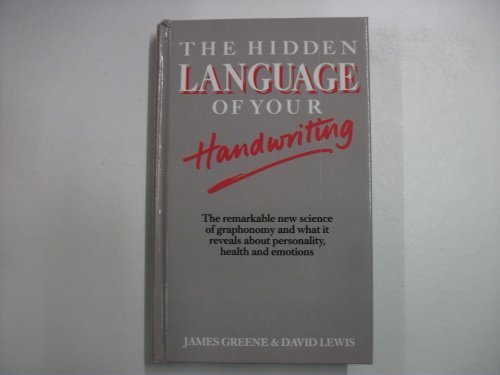 THE HIDDEN
LANGUAGE
OF YOUR
Handwriting
The remarkable new science
of graphonomy and what it
reveals about personality,
health and emotions
JAMES GREENE & DAVID LEWIS